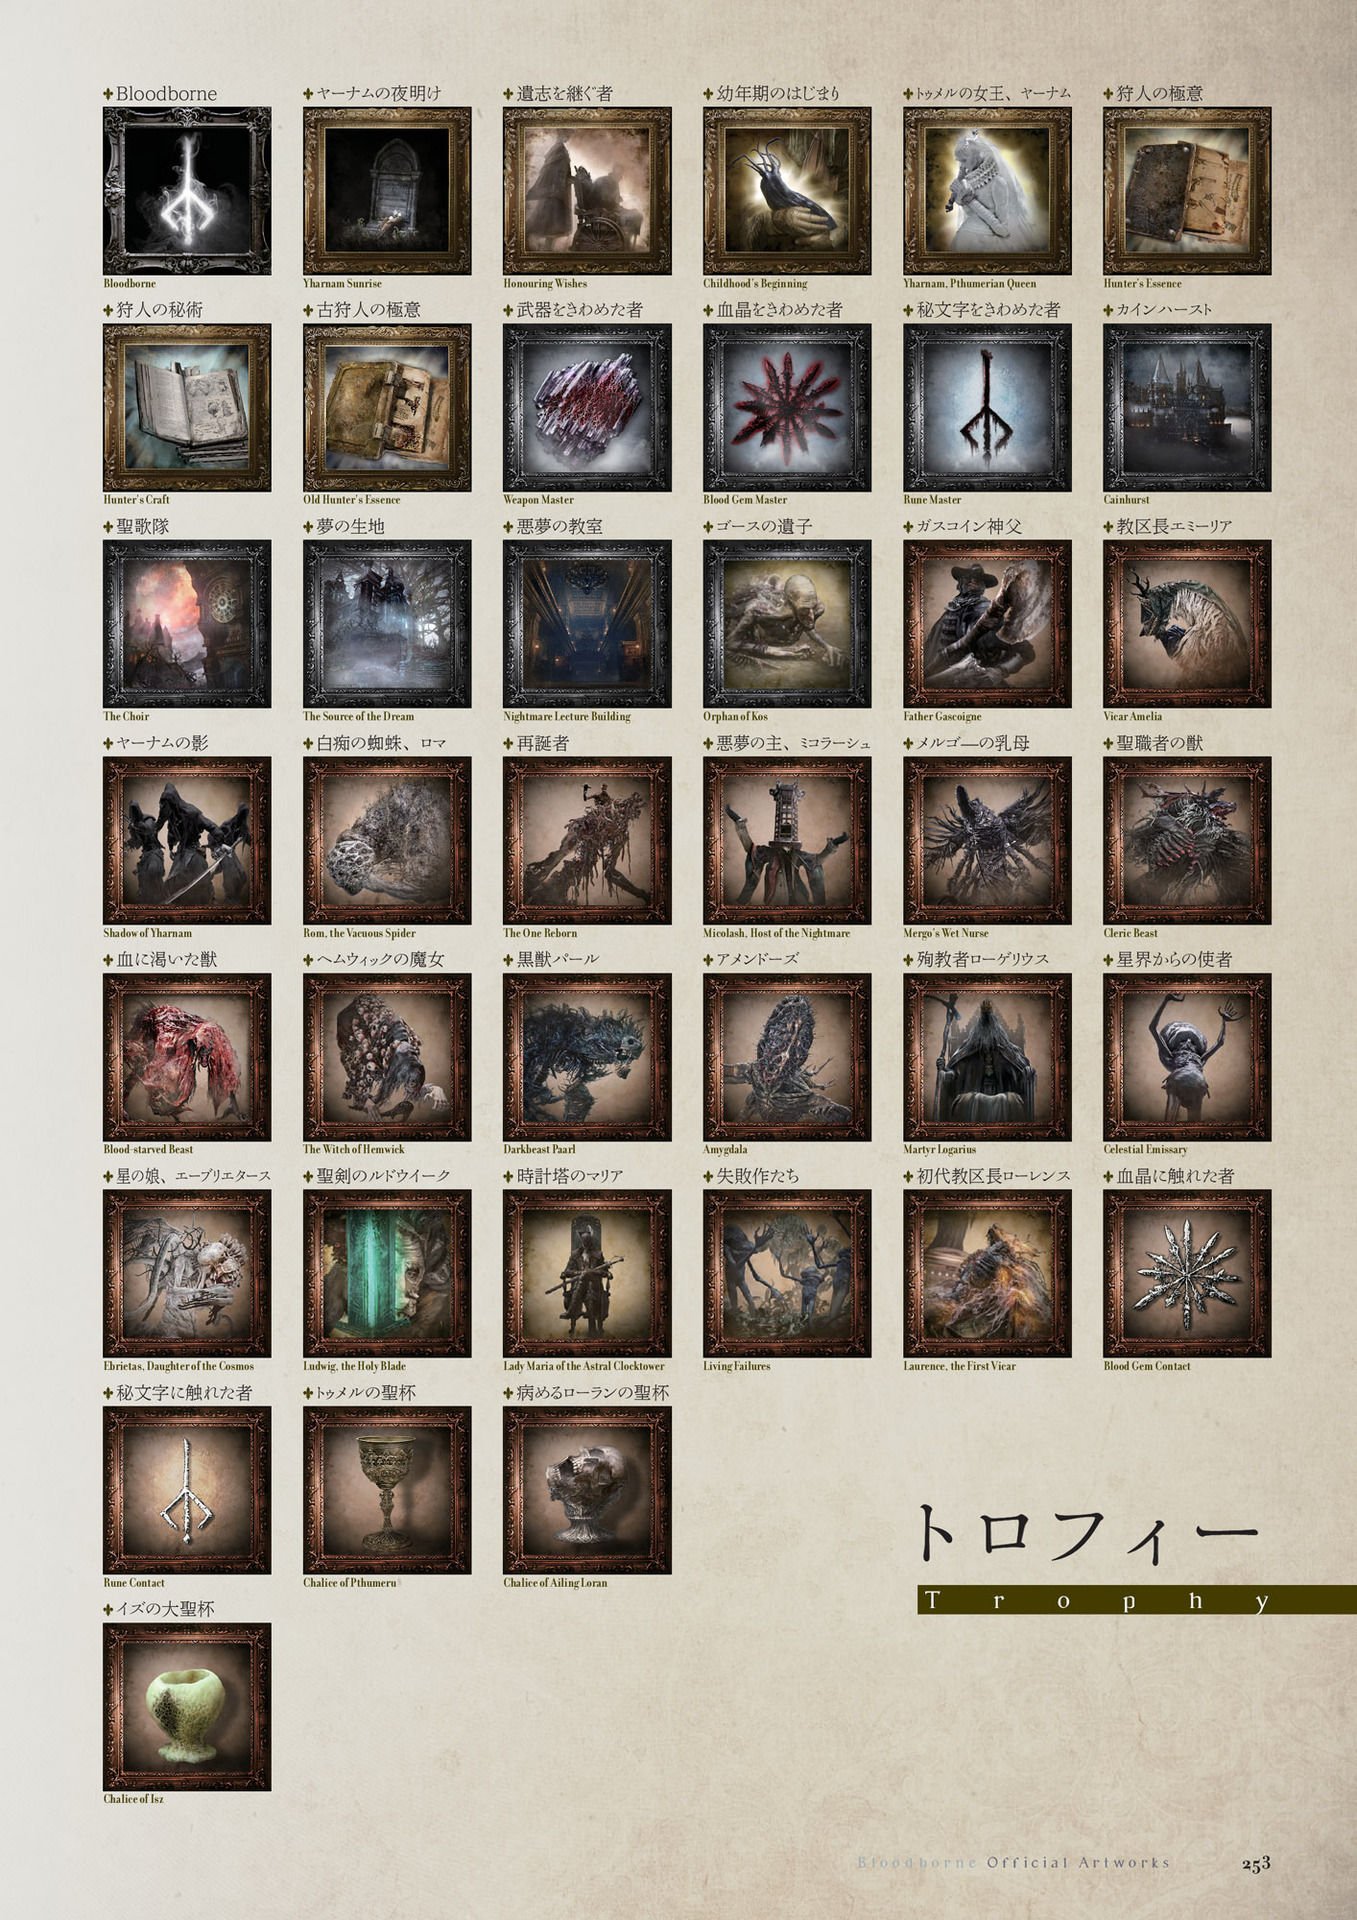 Bloodborne
ヤーナムの夜明け
遺志を継ぐ者
幼年期のはじまり
トゥメルの女王、ヤーナム
狩人の極意
Bloodborne
Yharnam Sunrise
Honouring Wishes
Childhood's Beginning
Yharnam, Pthumerian Queen
Hunter's Essence
狩人の秘術
古狩人の極意
武器をきわめた者
血晶をきわめた者
秘文字をきわめた者
カインハースト
Hunter's Craft
Old Hunter's Essence
Weapon Master
Blood Gem Master
Rune Master
Cainhurst
聖歌隊
夢の生地
悪夢の教室
ゴースの遺子
ガスコイン神父
教区長エミーリア
The Choir
The Source of the Dream
Nightmare Lecture Building
Orphan of Kos
Father Gascoigne
Vicar Amelia
ヤーナムの影
白痴の蜘蛛、ロマ
再誕者
悪夢の主、ミコラーシュ
メルゴーの乳母
聖職者の獣
Shadow of Yharnam
Rom, the Vacuous Spider
The One Reborn
Micolash, Host of the Nightmare
Mergo's Wet Nurse
Cleric Beast
血に渇いた獣
ヘムウィックの魔女
黒獣パール
アメンドーズ
殉教者ローゲリウス
星界からの使者
Blood-starved Beast
The Witch of Hemwick
Darkbeast Paarl
Amygdala
Martyr Logarius
Celestial Emissary
星の娘、エーブリエタース
聖剣のルドウイーク
時計塔のマリア
失敗作たち
初代教区長ローレンス
血晶に触れた者
Ebrietas, Daughter of the Cosmos
Ludwig, the Holy Blade
Lady Maria of the Astral Clocktower
Living Failures
Laurence, the First Vicar
Blood Gem Contact
秘文字に触れた者
トゥメルの聖杯
病めるローランの聖杯
Rune Contact
Chalice of Pthumeru
Chalice of Ailing Loran
トロフィー
Trophy
イズの大聖杯
Chalice of Isz
Bloodborne Official Artworks
253